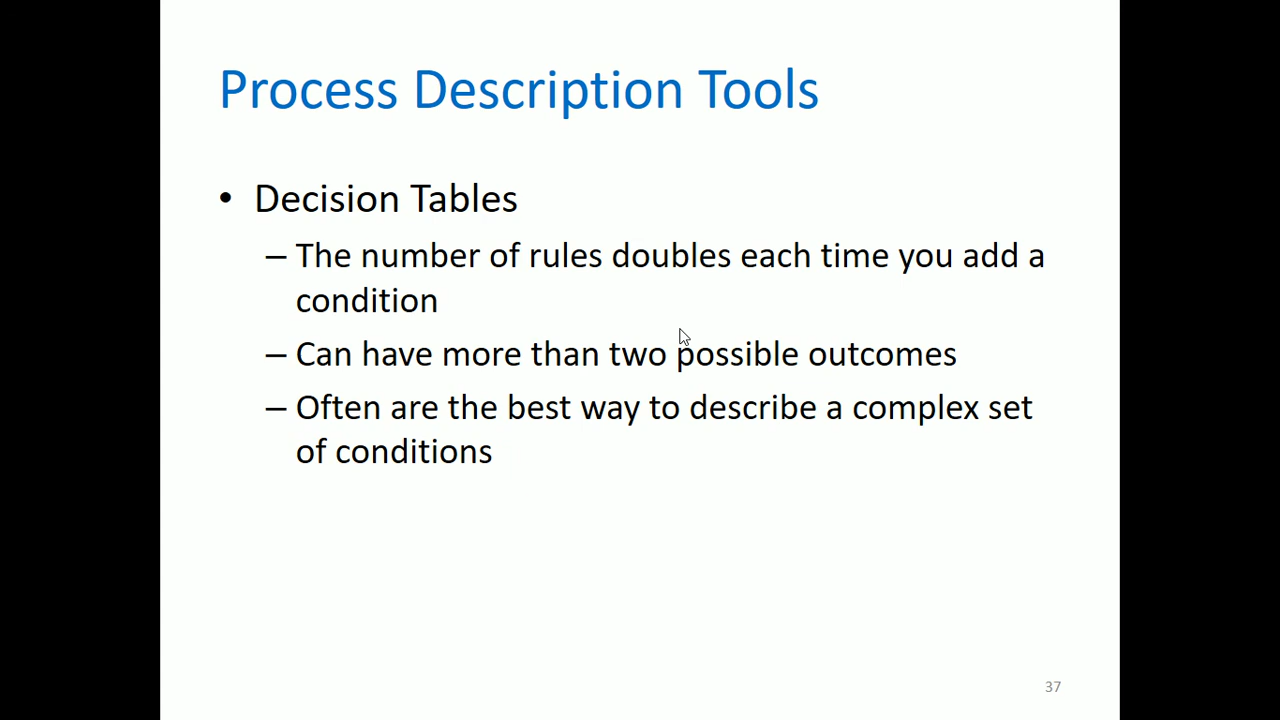 Process Description Tools
• Decision Tables
– The number of rules doubles each time you add a
condition
– Can have more than two possible outcomes
– Often are the best way to describe a complex set
of conditions
37